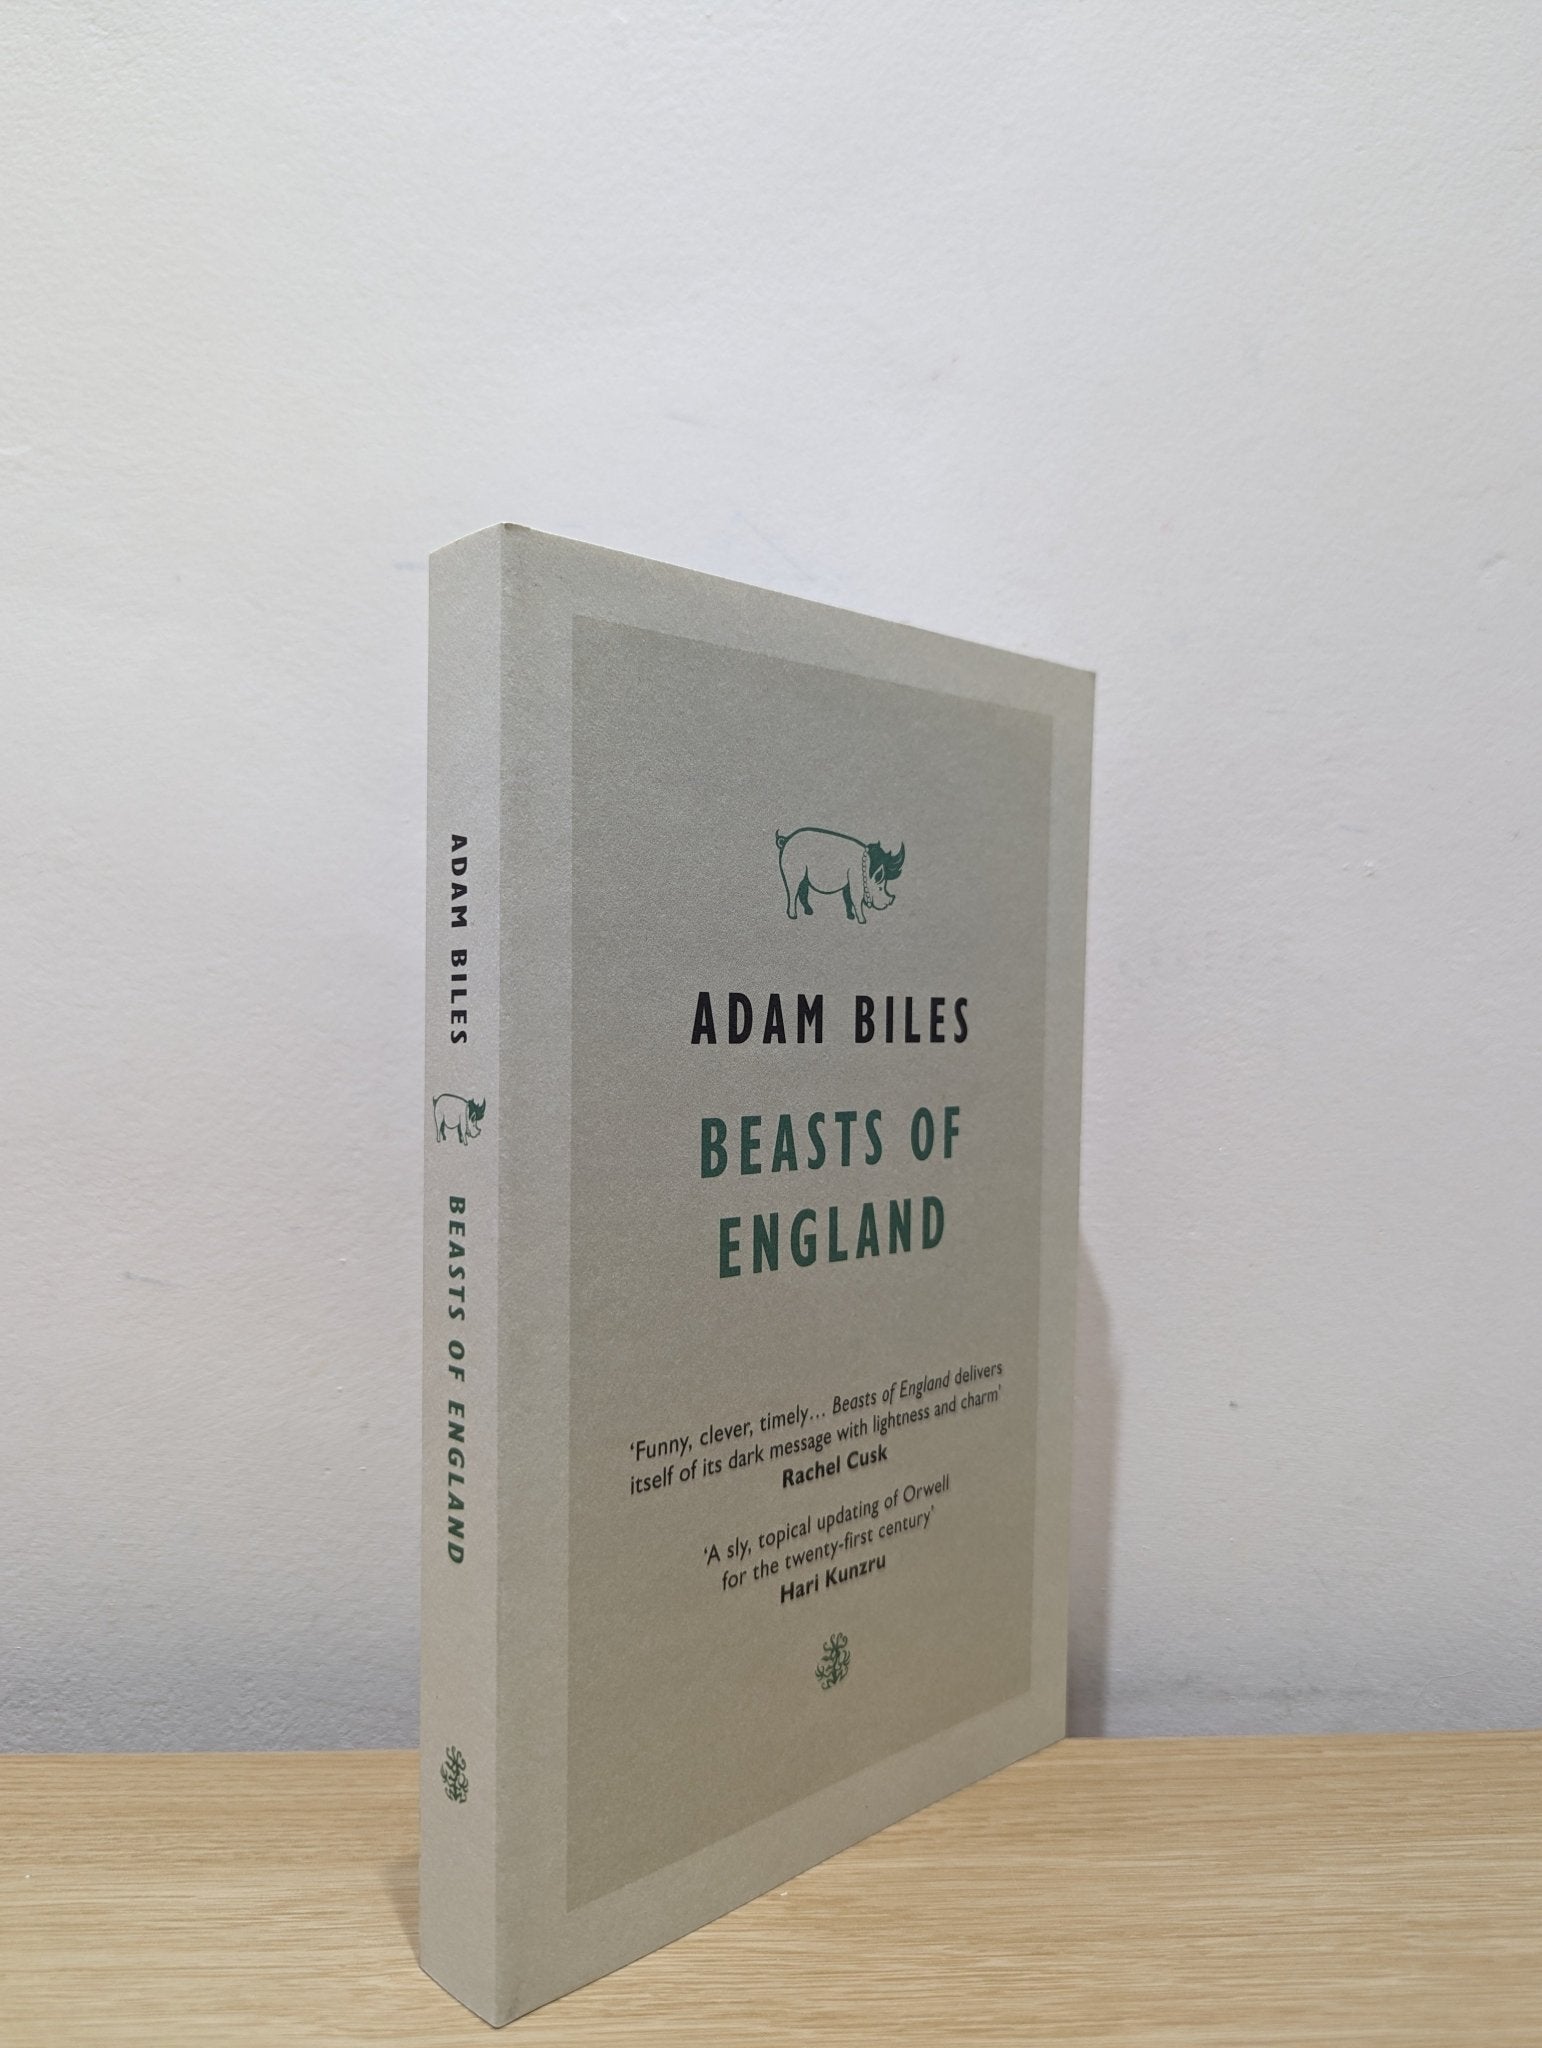 ADAM BILES
BEASTS OF ENGLAND
ADAM BILES
BEASTS OF
ENGLAND
‘Funny, clever, timely... Beasts of England delivers
itself of its dark message with lightness and charm’
Rachel Cusk
‘A sly, topical updating of Orwell
for the twenty-first century’
Hari Kunzru